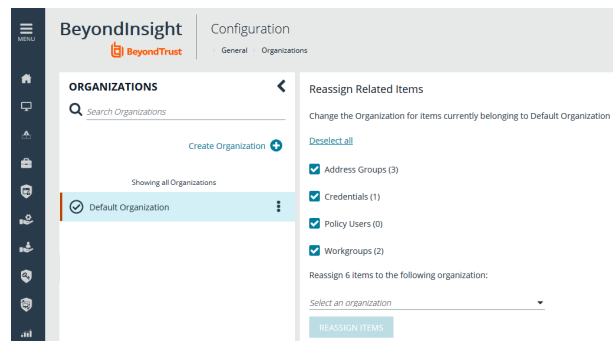 MENU
BeyondInsight
BeyondTrust
Configuration
General Organizations
ORGANIZATIONS
Search Organizations
Create Organization
Showing all Organizations
Default Organization
Reassign Related Items
Change the Organization for items currently belonging to Default Organization
Deselect all
Address Groups (3)
Credentials (1)
Policy Users (0)
Workgroups (2)
Reassign 6 items to the following organization:
Select an organization
REASSIGN ITEMS